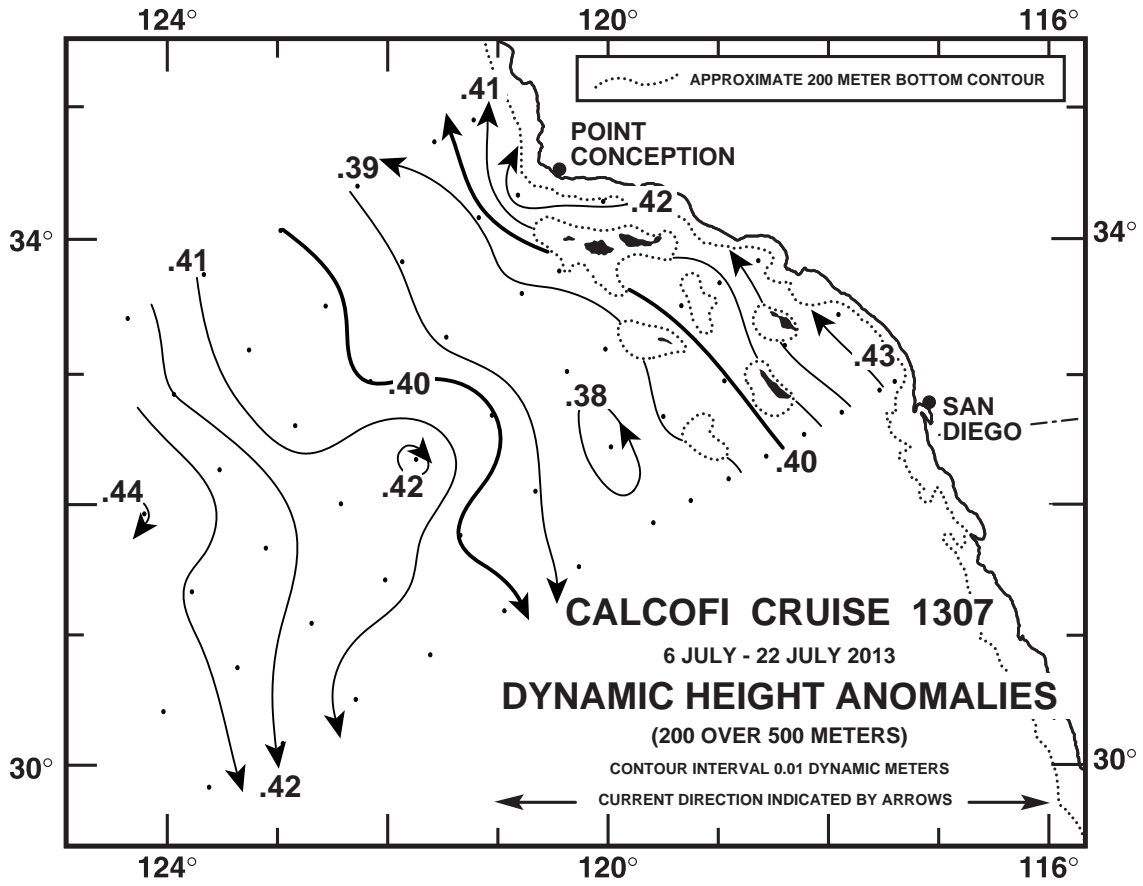 124° 120° 116°
APPROXIMATE 200 METER BOTTOM CONTOUR
.41
POINT
CONCEPTION
.39
.42
34° 34°
.41
.43
.40
.38
SAN
DIEGO
.40
.42
.44
CALCOFI CRUISE 1307
6 JULY - 22 JULY 2013
DYNAMIC HEIGHT ANOMALIES
(200 OVER 500 METERS)
30° 30°
CONTOUR INTERVAL 0.01 DYNAMIC METERS
.42
CURRENT DIRECTION INDICATED BY ARROWS
124° 120° 116°